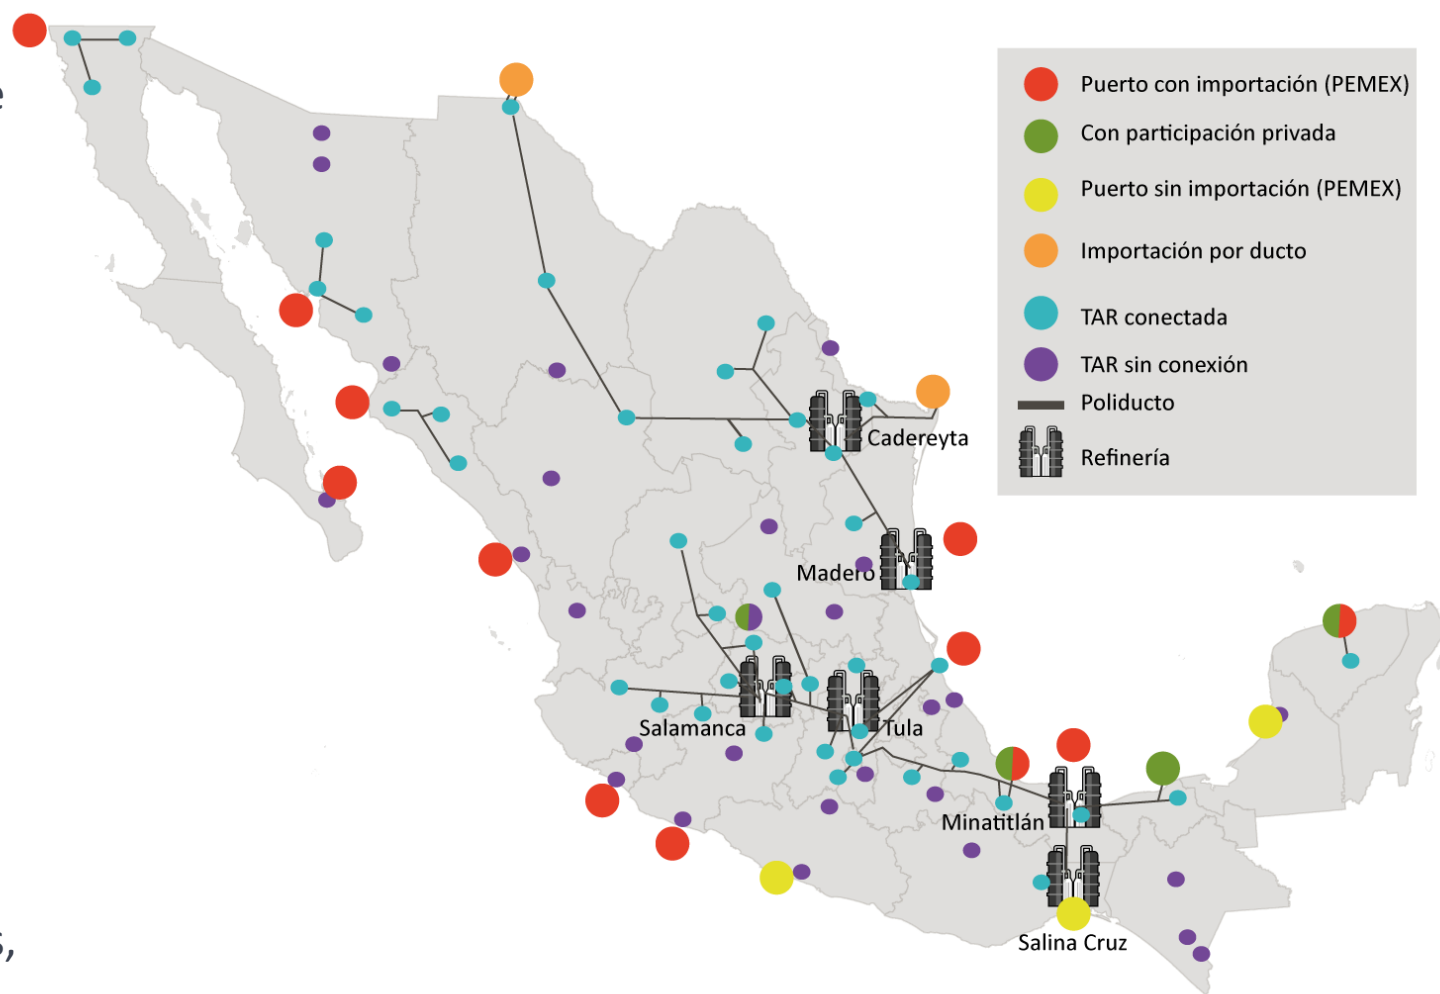 e
Puerto con importación (PEMEX)
Con participación privada
Puerto sin importación (PEMEX)
Importación por ducto
TAR conectada
TAR sin conexión
Poliducto
Refinería
Cadereyta
Madero
Salamanca
Tula
Minatitlán
Salina Cruz
s,